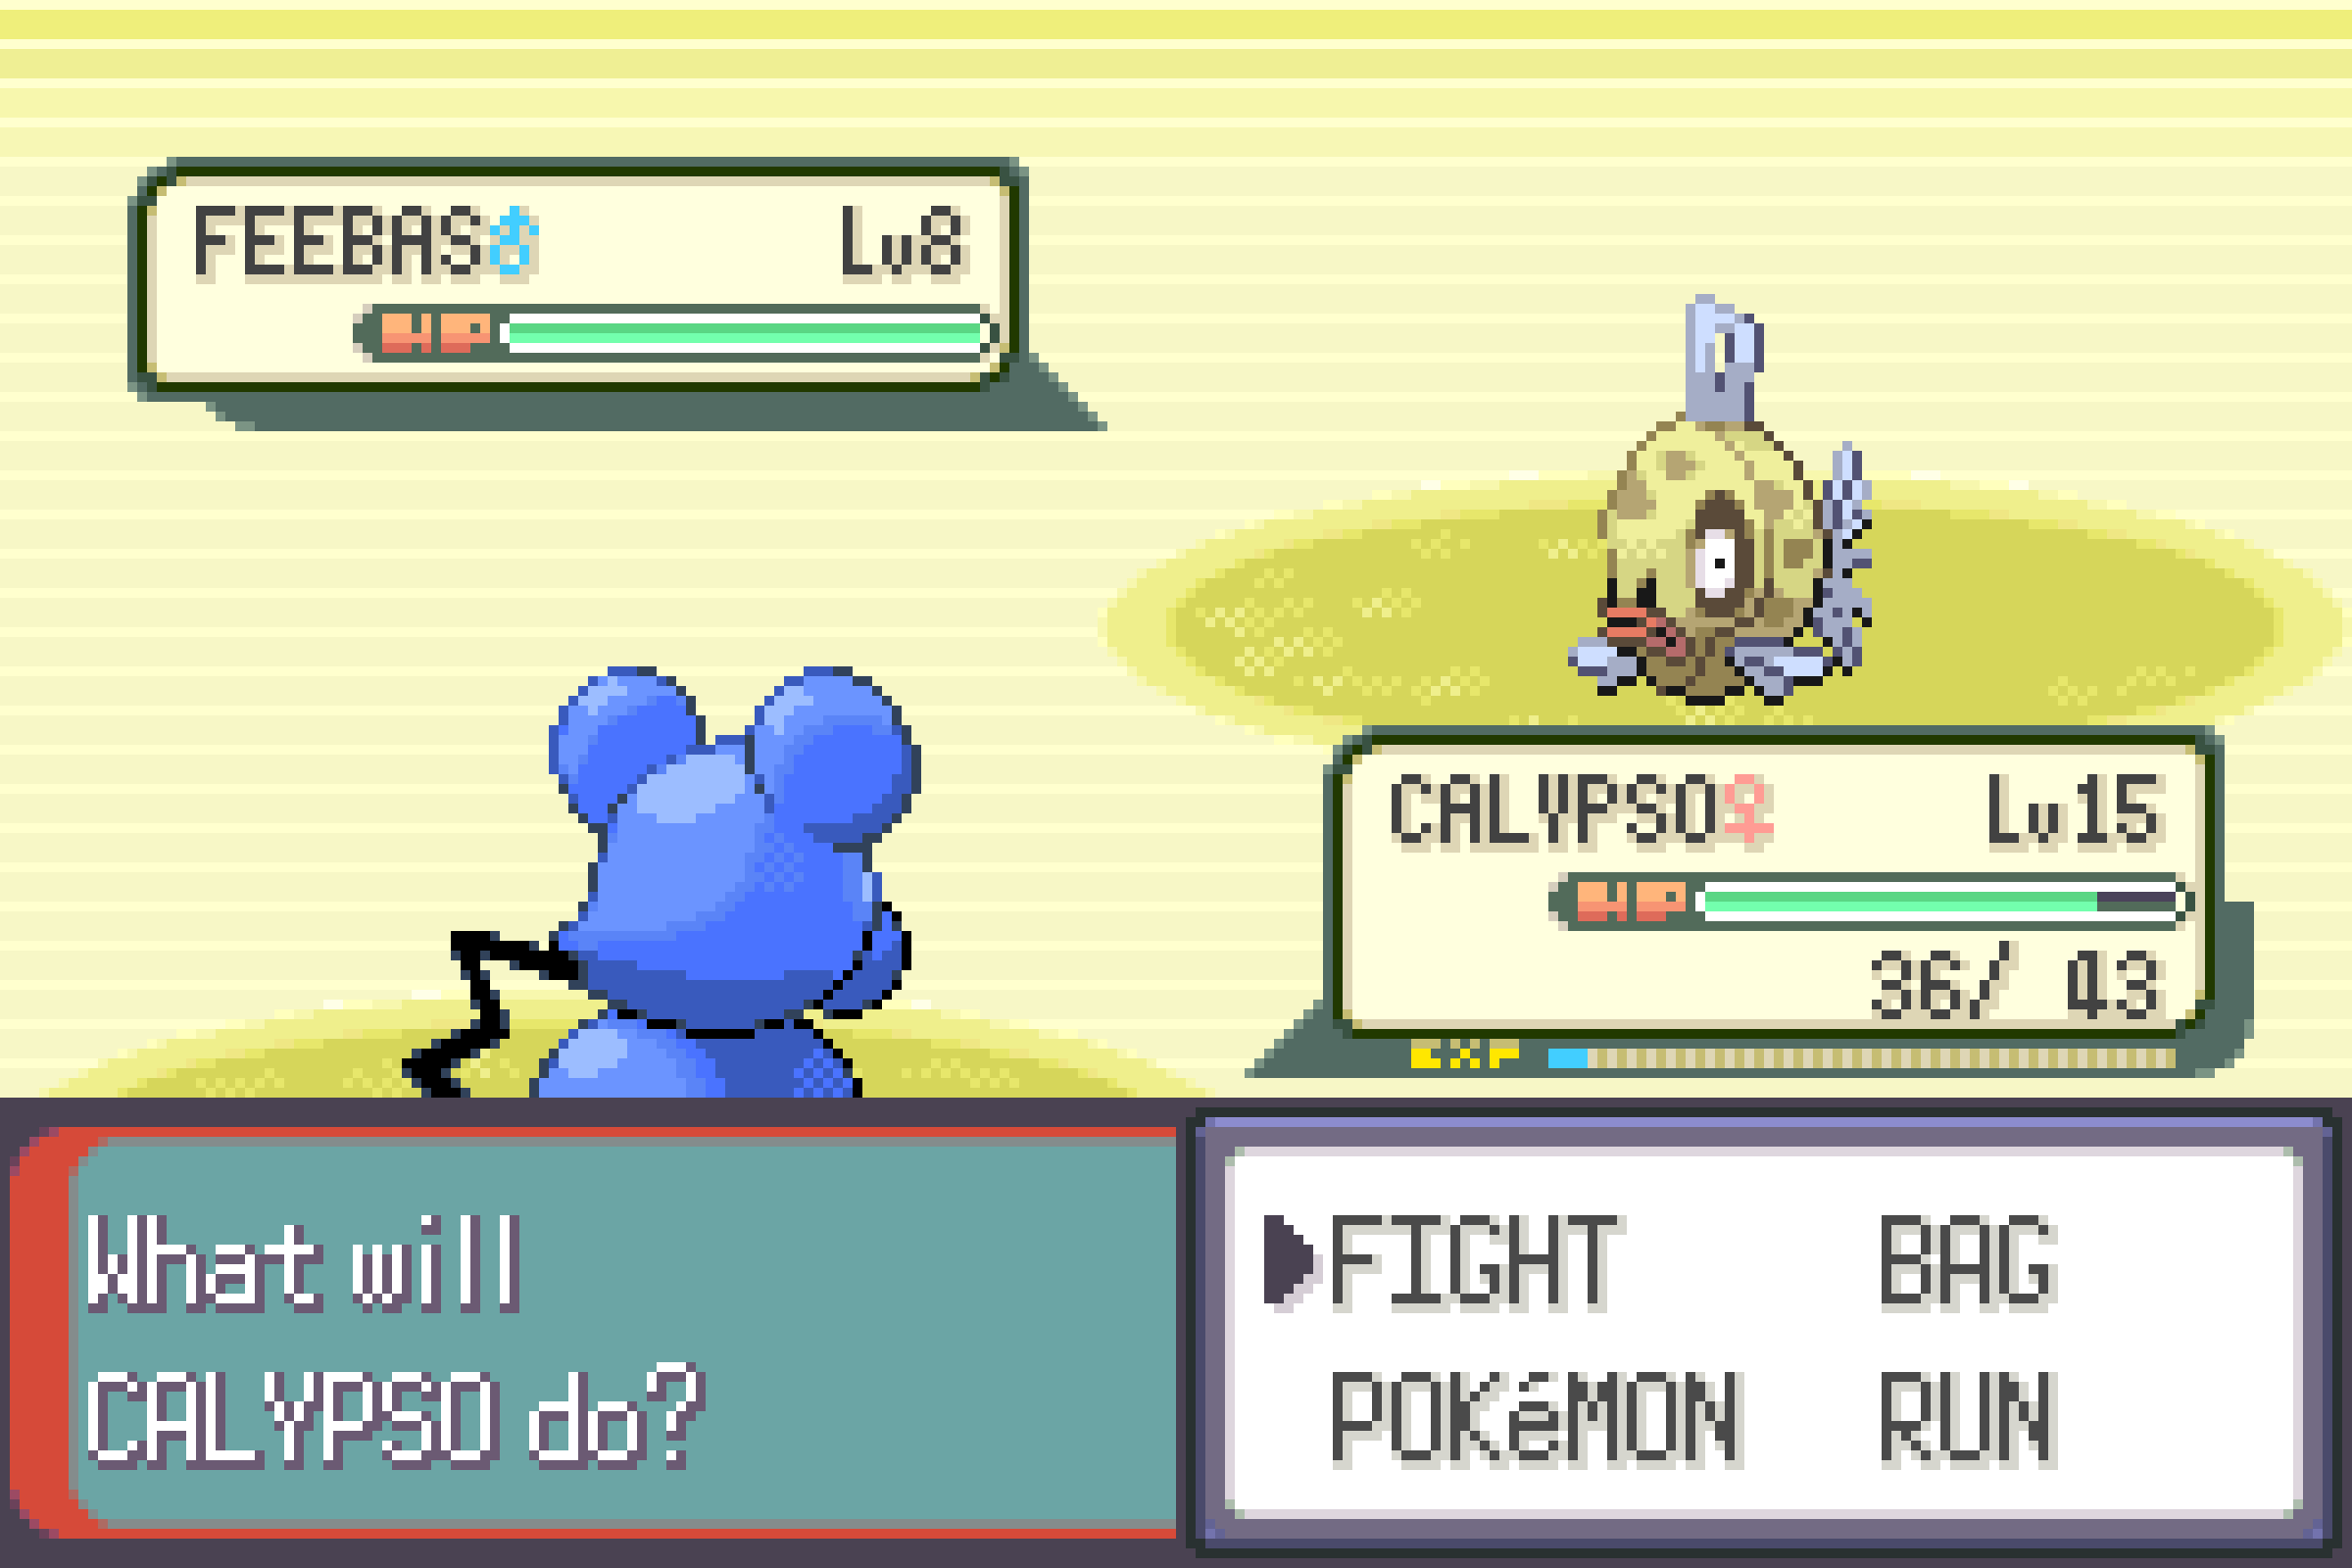 FEEBAS♂ Lv8
HP
CALYPSO♀ Lv15
HP
36/ 43
EXP
What will
CALYPSO do?
FIGHT BAG
POKéMON RUN